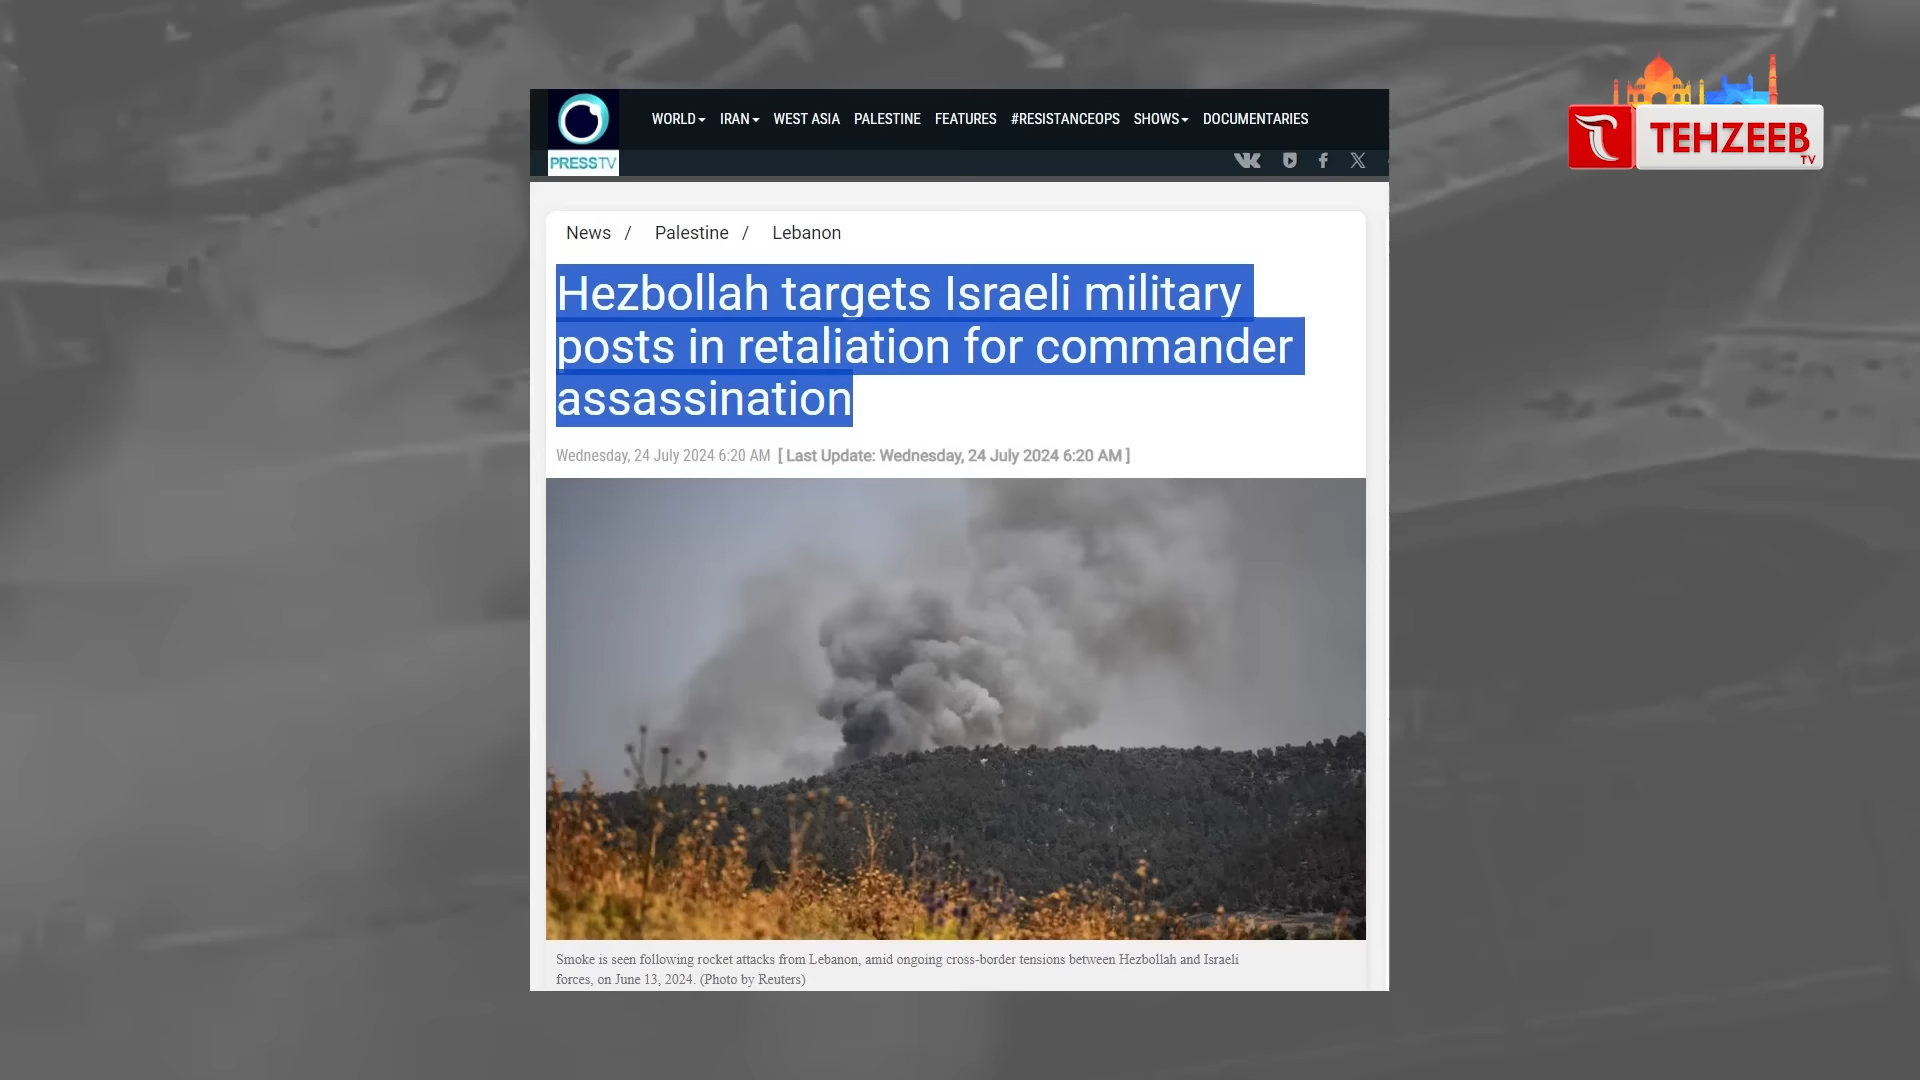 WORLD IRAN WEST ASIA PALESTINE FEATURES #RESISTANCEOPS SHOWS DOCUMENTARIES
PRESSTV
TEHZEEB
TV
News / Palestine / Lebanon
Hezbollah targets Israeli military
posts in retaliation for commander
assassination
Wednesday, 24 July 2024 6:20 AM [ Last Update: Wednesday, 24 July 2024 6:20 AM ]
Smoke is seen following rocket attacks from Lebanon, amid ongoing cross-border tensions between Hezbollah and Israeli
forces, on June 13, 2024. (Photo by Reuters)